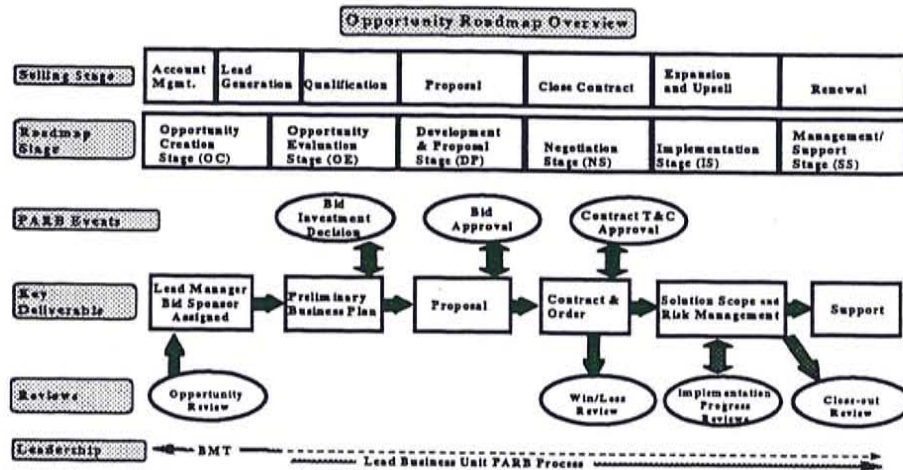 Opportunity Roadmap Overview
Selling Stage
Account
Mgmt.
Lead
Generation
Qualification
Proposal
Close Contract
Expansion
and Upsell
Renewal
Roadmap
Stage
Opportunity
Creation
Stage (OC)
Opportunity
Evaluation
Stage (OE)
Development
& Proposal
Stage (DP)
Negotiation
Stage (NS)
Implementation
Stage (IS)
Management/
Support
Stage (SS)
PARB Events
Bid
Investment
Decision
Bid
Approval
Contract T&C
Approval
Key
Deliverable
Lead Manager
Bid Sponsor
Assigned
Preliminary
Business Plan
Proposal
Contract &
Order
Solution Scope and
Risk Management
Support
Reviews
Opportunity
Review
Win/Loss
Review
Implementation
Progress
Reviews
Close-out
Review
Leadership
BMT
Lead Business Unit PARB Process